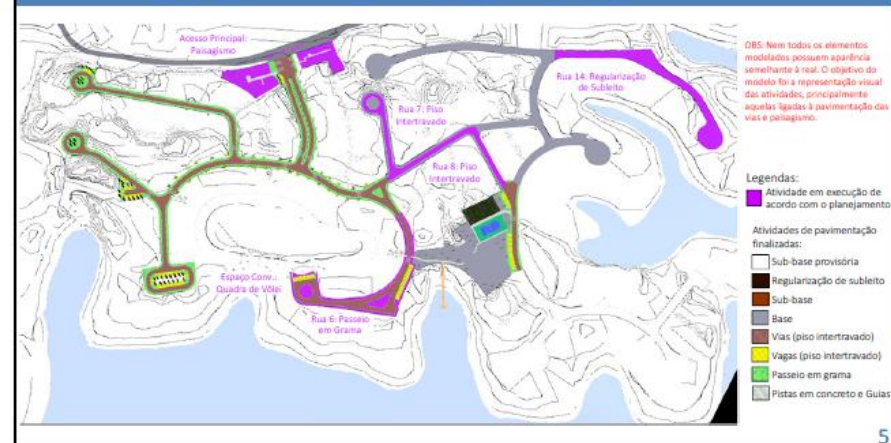 Acesso Principal:
Paisagismo
Rua 7: Piso
Intertravado
Rua 8: Piso
Intertravado
Rua 14: Regularização
de Subleito
Espaço Conv.:
Quadra de Vôlei
Rua 6: Passeio
em Grama
OBS: Nem todos os elementos
modelados possuem aparência
semelhante à real. O objetivo do
modelo foi a representação visual
das atividades, principalmente
aquelas ligadas à pavimentação das
vias e paisagismo.
Legendas:
Atividade em execução de
acordo com o planejamento
Atividades de pavimentação
finalizadas:
Sub-base provisória
Regularização de subleito
Sub-base
Base
Vias (piso intertravado)
Vagas (piso intertravado)
Passeio em grama
Pistas em concreto e Guias
5